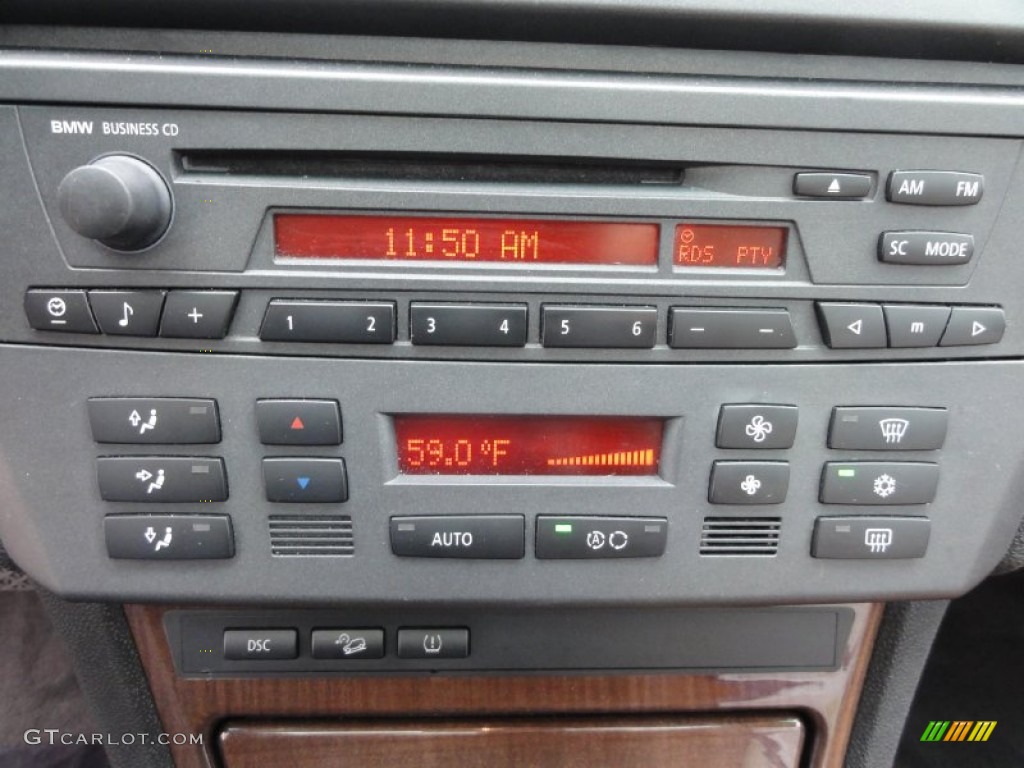 BMW BUSINESS CD
AM FM
11:50 AM
RDS PTY
SC MODE
+ 1 2 3 4 5 6 — — m
59.0 °F
AUTO A
DSC
GTCARLOT.COM